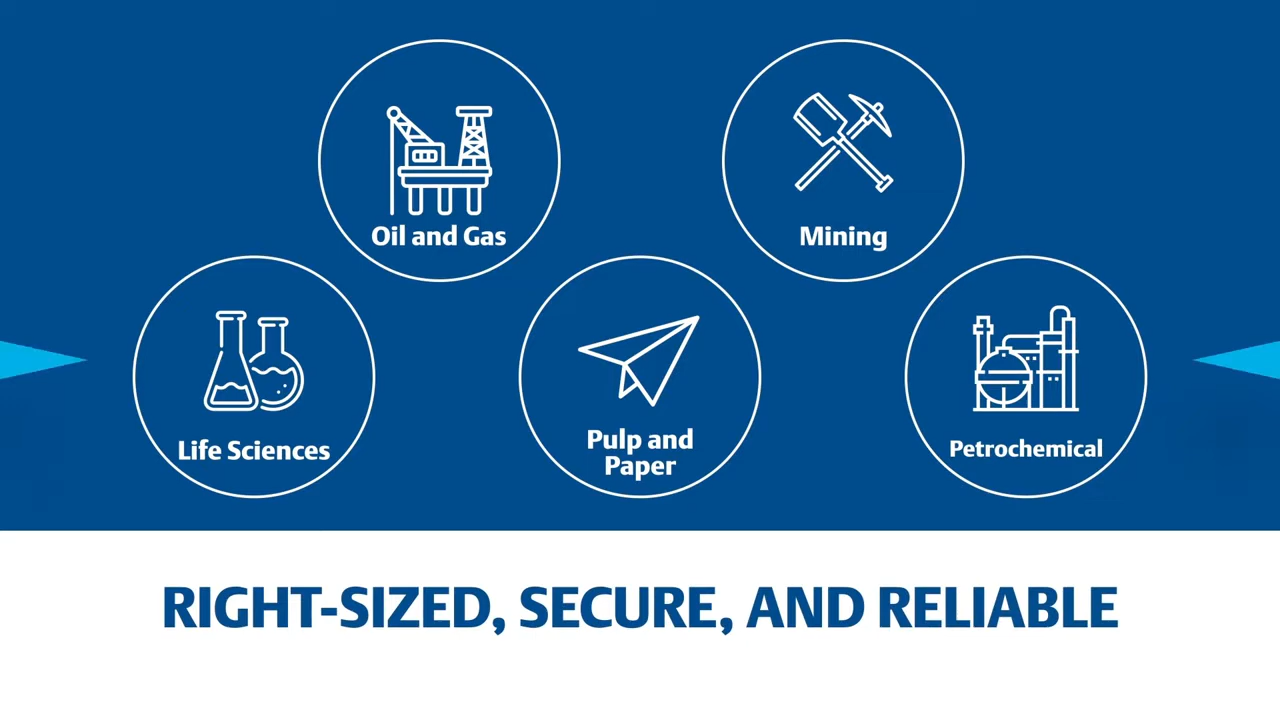 Oil and Gas
Mining
Life Sciences
Pulp and
Paper
Petrochemical
RIGHT-SIZED, SECURE, AND RELIABLE